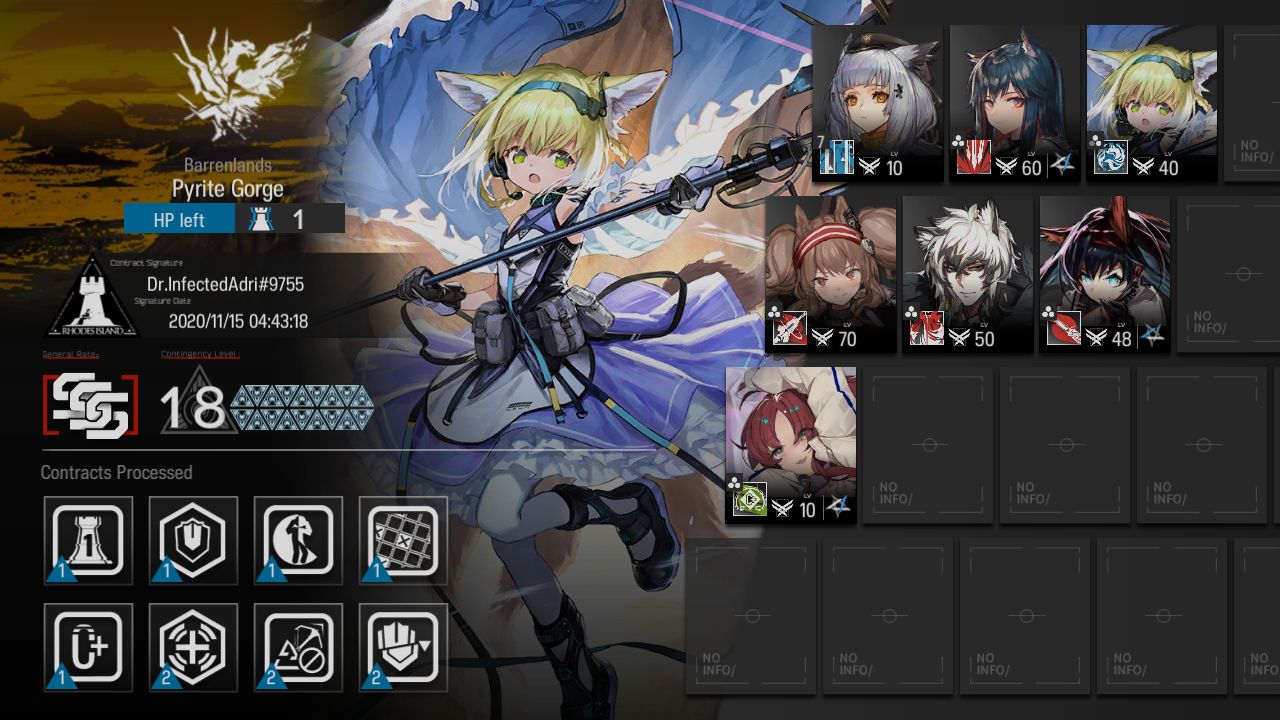 Barrenlands
Pyrite Gorge
HP left 1
Contract Signature
Dr.InfectedAdri#9755
Signature Date
2020/11/15 04:43:18
RHODES ISLAND
General Rate:
Contingency Level:
18
Contracts Processed
1
1
1
1
1
1
2
2
2
7
LV
10
LV
60
LV
40
NO
INFO/
LV
70
LV
50
LV
48
NO
INFO/
LV
10
NO
INFO/
NO
INFO/
NO
INFO/
NO
INFO/
NO
INFO/
NO
INFO/
NO
INFO/
NO
INFO/